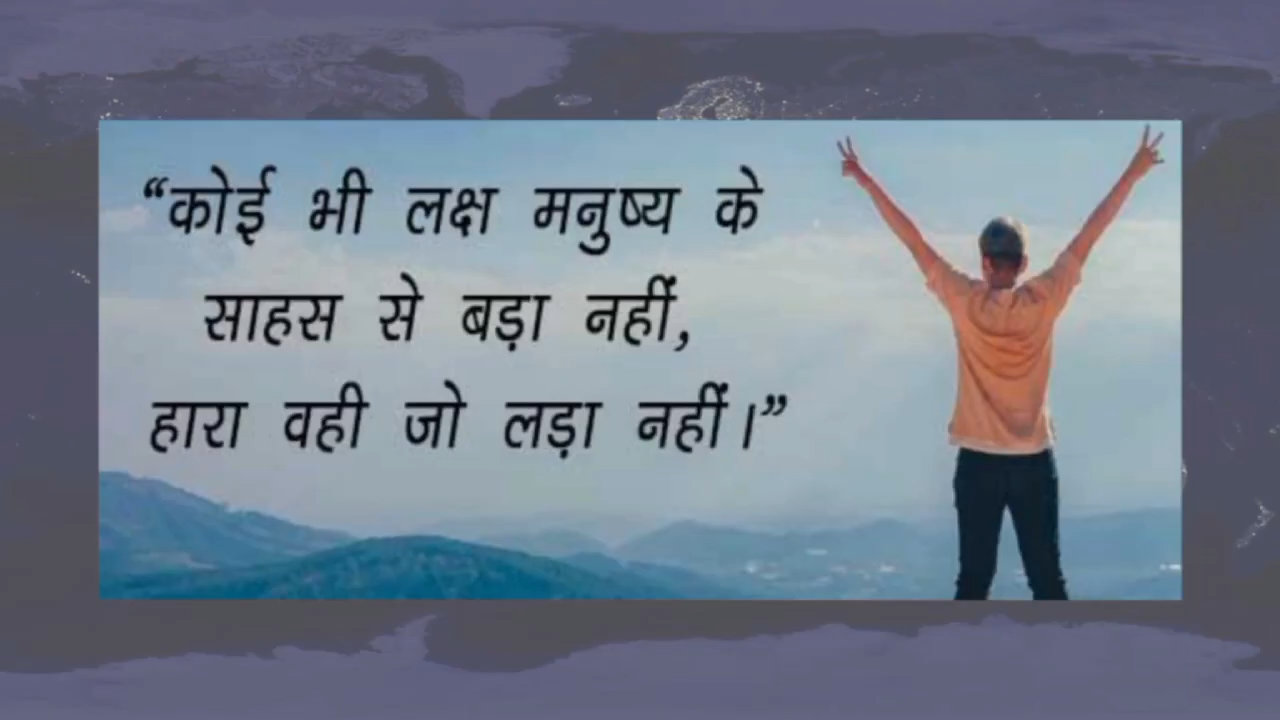 “कोई भी लक्ष मनुष्य के
साहस से बड़ा नहीं,
हारा वही जो लड़ा नहीं।”